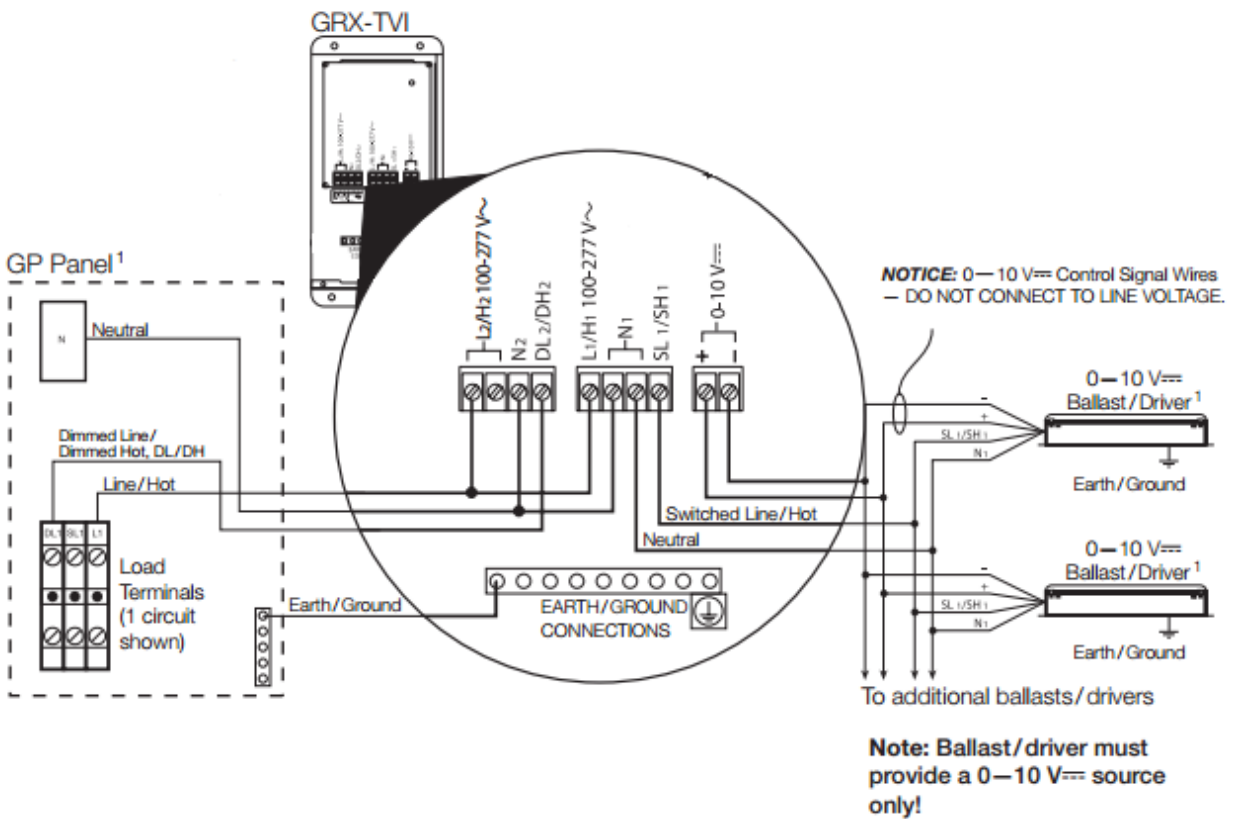 GRX-TVI
GP Panel¹
N
Neutral
Dimmed Line/
Dimmed Hot, DL/DH
Line/Hot
DL1 SL1 L1
Load
Terminals
(1 circuit
shown)
Earth/Ground
L2/H2 100-277 V~
N2
DL 2/DH2
L1/H1 100-277 V~
N1
SL 1/SH 1
0-10 V⎓
+ -
Switched Line/Hot
Neutral
EARTH/GROUND
CONNECTIONS
NOTICE: 0—10 V⎓ Control Signal Wires
– DO NOT CONNECT TO LINE VOLTAGE.
0—10 V⎓
Ballast/Driver¹
-
+
SL 1/SH 1
N1
Earth/Ground
0—10 V⎓
Ballast/Driver¹
-
+
SL 1/SH 1
N1
Earth/Ground
To additional ballasts/drivers
Note: Ballast/driver must
provide a 0—10 V⎓ source
only!